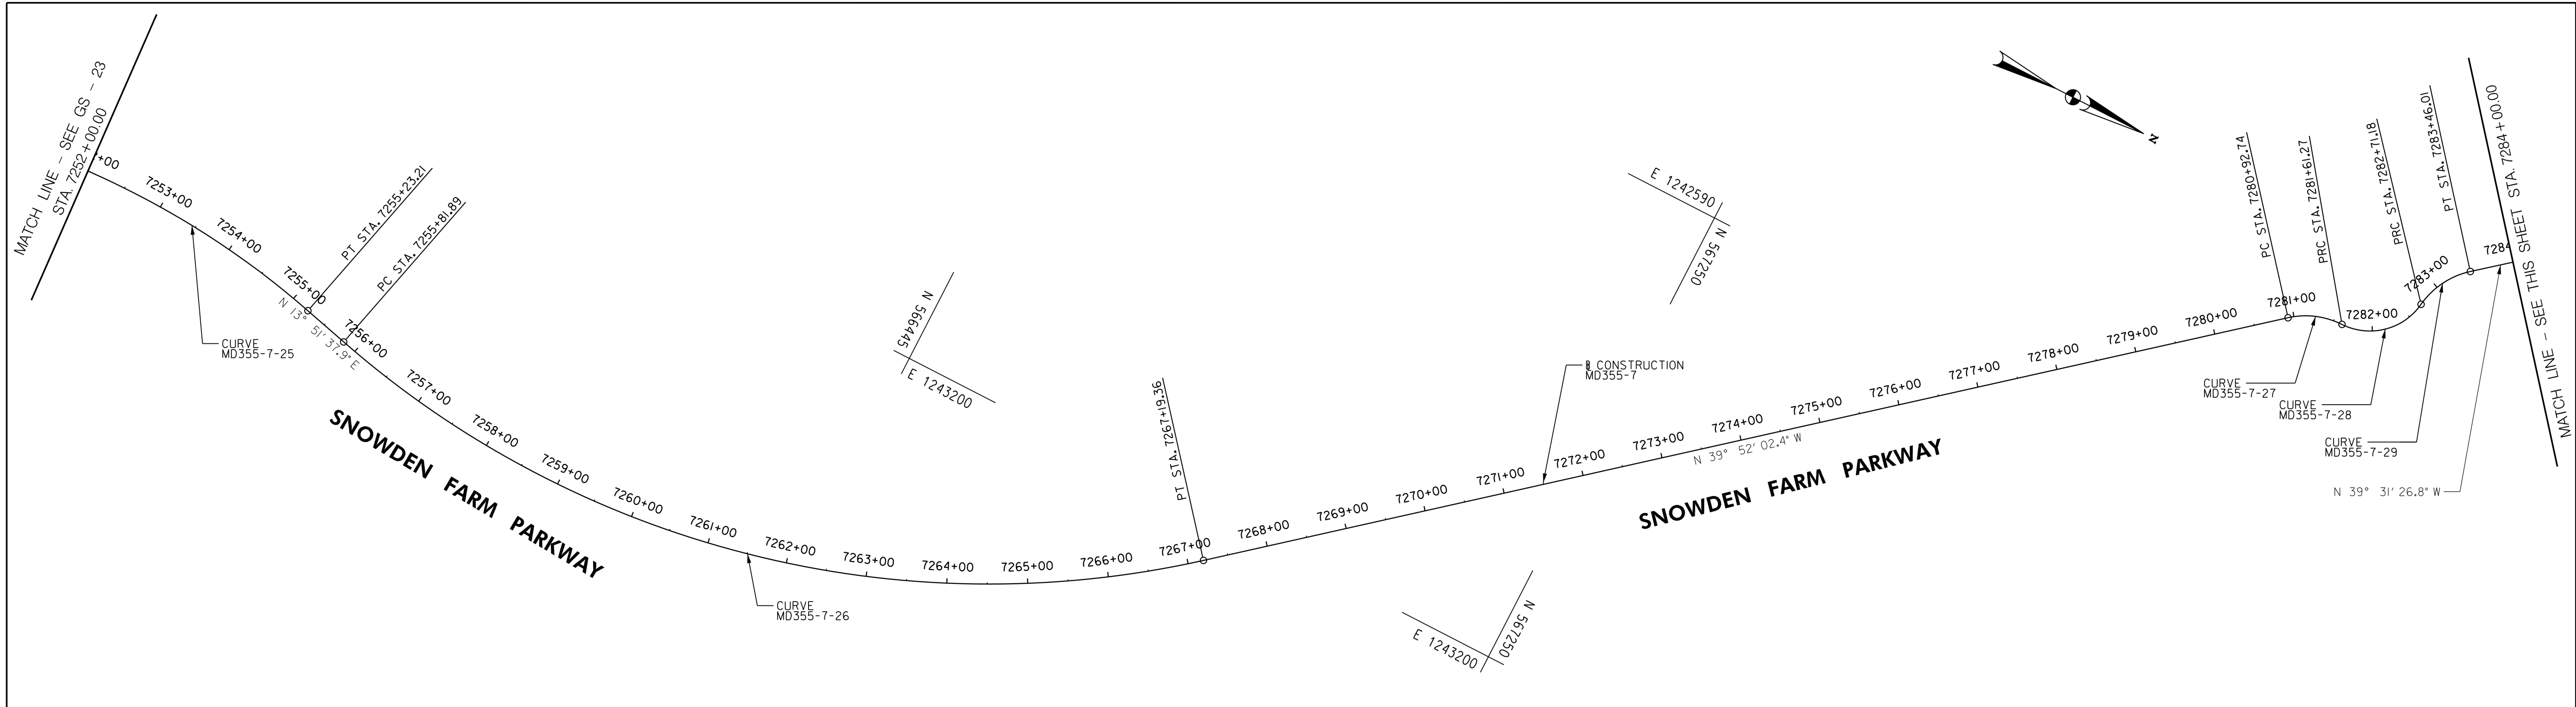 MATCH LINE - SEE GS - 23
STA. 7252+00.00
+00
7253+00
7254+00
7255+00
PT STA. 7255+23.21
PC STA. 7255+81.89
N 13° 51' 37.9" E
CURVE
MD355-7-25
7256+00
7257+00
7258+00
7259+00
7260+00
7261+00
7262+00
7263+00
7264+00
7265+00
7266+00
7267+00
SNOWDEN FARM PARKWAY
CURVE
MD355-7-26
N 566445
E 1243200
PT STA. 7267+19.36
7268+00
7269+00
7270+00
7271+00
7272+00
7273+00
7274+00
7275+00
7276+00
7277+00
7278+00
7279+00
7280+00
7281+00
7282+00
7283+00
7284
CONSTRUCTION
MD355-7
N 39° 52' 02.4" W
SNOWDEN FARM PARKWAY
E 1242590
N 567250
E 1243200
N 567250
N
PC STA. 7280+92.74
PRC STA. 7281+61.27
PRC STA. 7282+71.18
PT STA. 7283+46.01
CURVE
MD355-7-27
CURVE
MD355-7-28
CURVE
MD355-7-29
N 39° 31' 26.8" W
MATCH LINE - SEE THIS SHEET STA. 7284+00.00